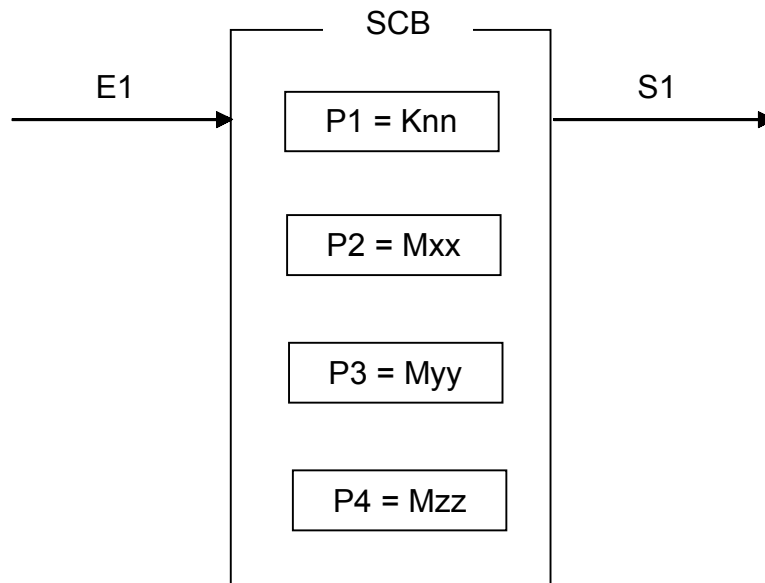 SCB
E1
S1
P1 = Knn
P2 = Mxx
P3 = Myy
P4 = Mzz